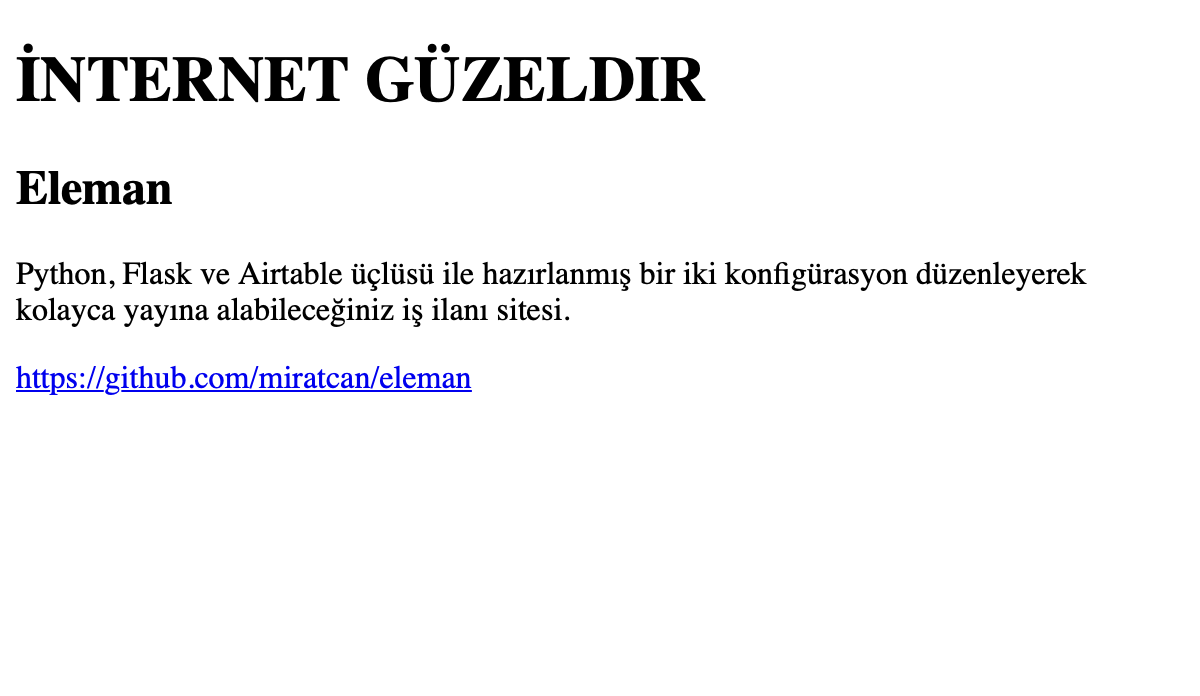 İNTERNET GÜZELDIR
Eleman
Python, Flask ve Airtable üçlüsü ile hazırlanmış bir iki konfigürasyon düzenleyerek
kolayca yayına alabileceğiniz iş ilanı sitesi.
https://github.com/miratcan/eleman